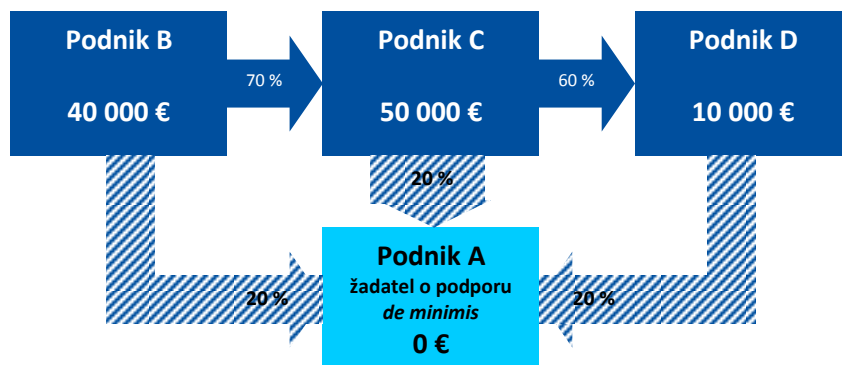 Podnik B
70 %
Podnik C
60 %
Podnik D
40 000 €
50 000 €
10 000 €
20 %
Podnik A
žadatel o podporu
de minimis
0 €
20 %
20 %